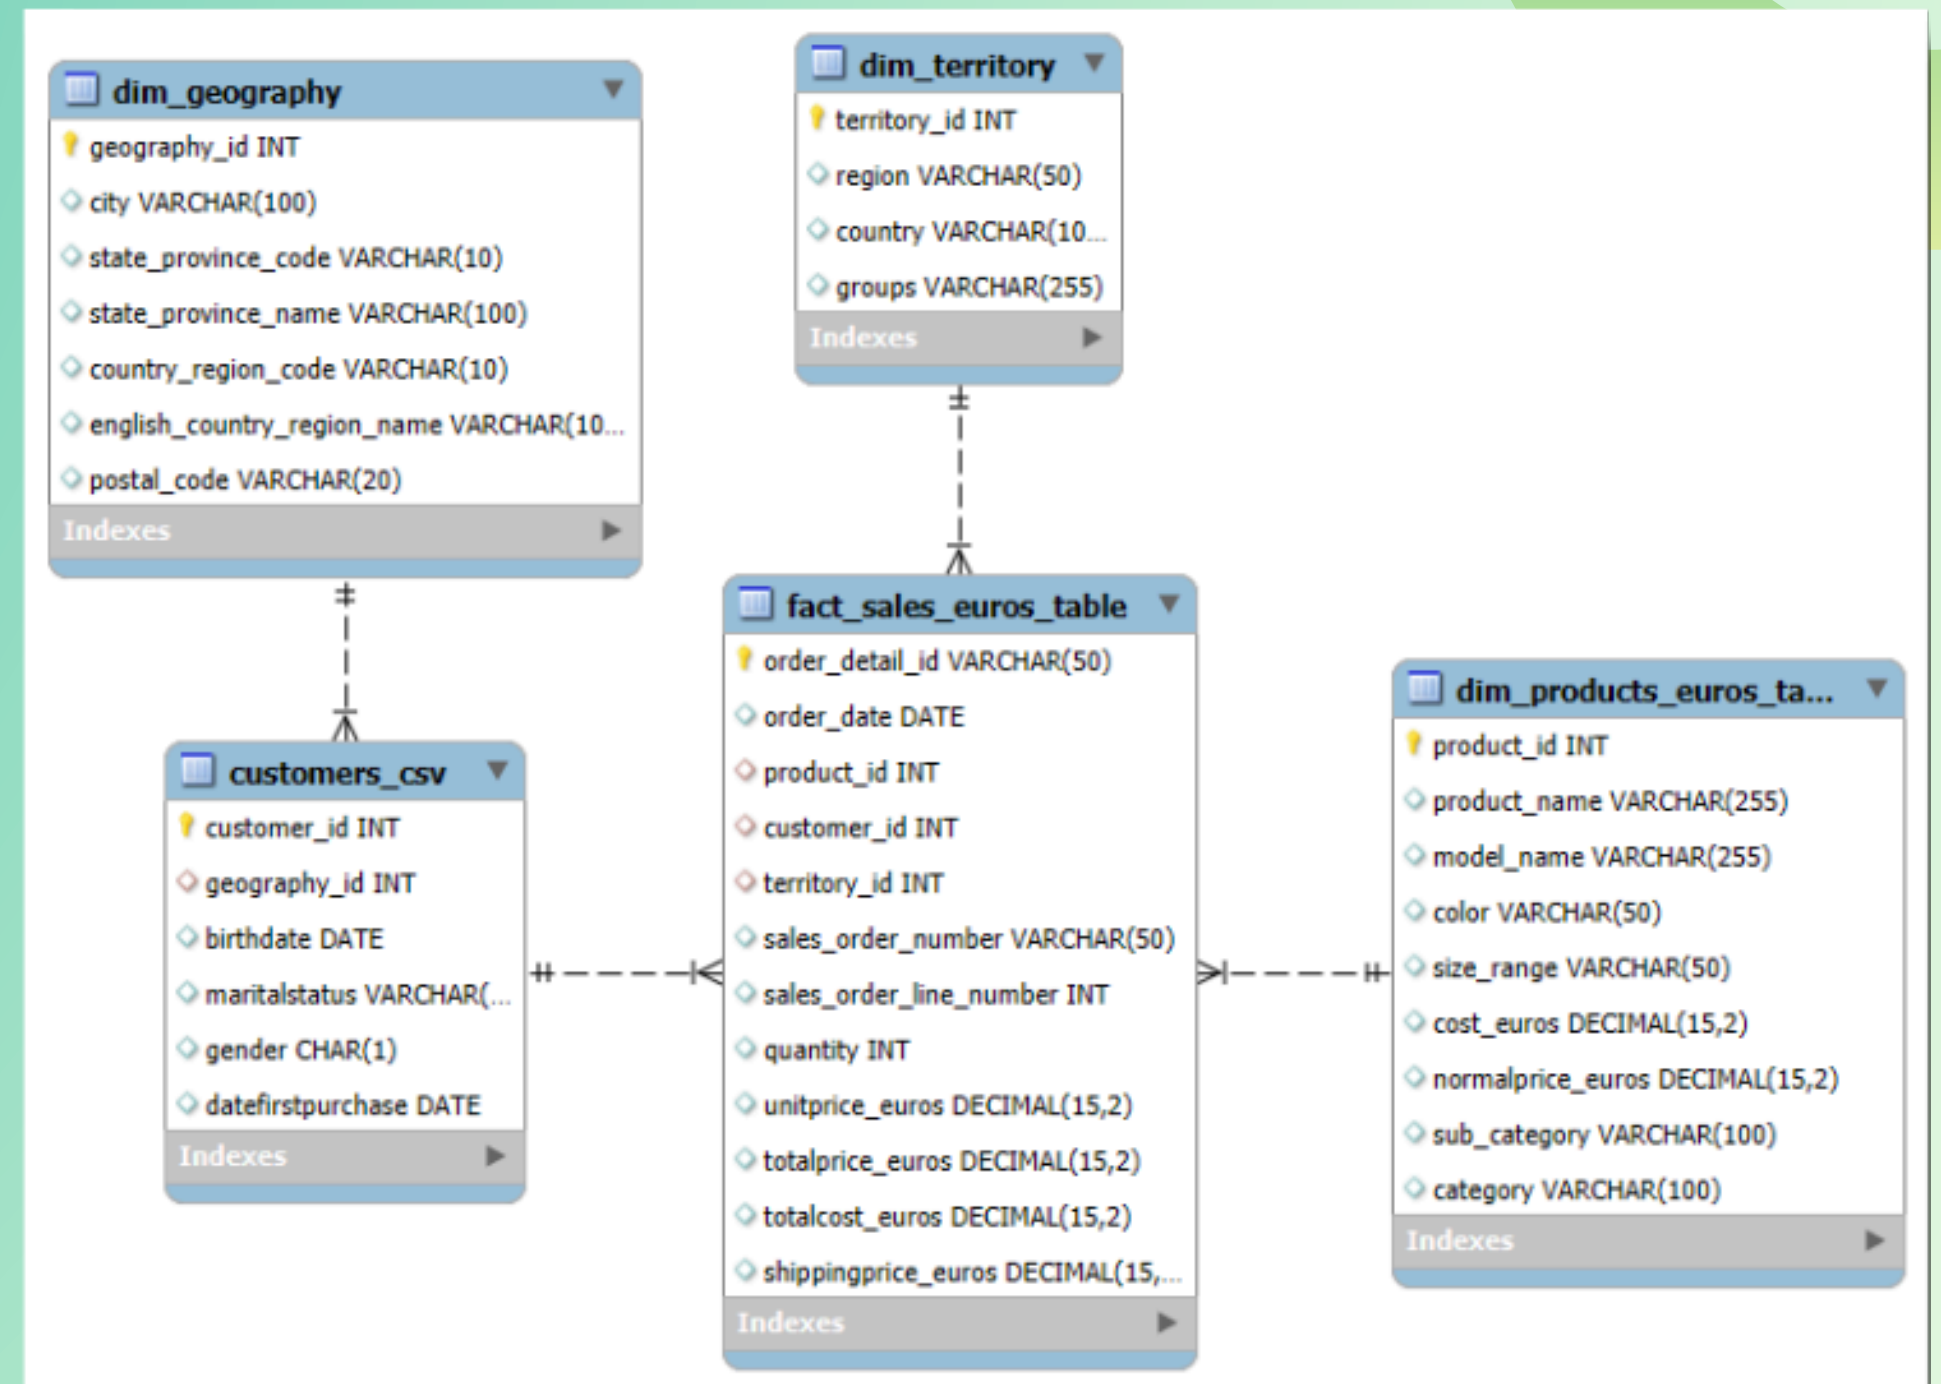 dim_geography
geography_id INT
city VARCHAR(100)
state_province_code VARCHAR(10)
state_province_name VARCHAR(100)
country_region_code VARCHAR(10)
english_country_region_name VARCHAR(10...
postal_code VARCHAR(20)
Indexes
dim_territory
territory_id INT
region VARCHAR(50)
country VARCHAR(10...
groups VARCHAR(255)
Indexes
customers_csv
customer_id INT
geography_id INT
birthdate DATE
maritalstatus VARCHAR(...
gender CHAR(1)
datefirstpurchase DATE
Indexes
fact_sales_euros_table
order_detail_id VARCHAR(50)
order_date DATE
product_id INT
customer_id INT
territory_id INT
sales_order_number VARCHAR(50)
sales_order_line_number INT
quantity INT
unitprice_euros DECIMAL(15,2)
totalprice_euros DECIMAL(15,2)
totalcost_euros DECIMAL(15,2)
shippingprice_euros DECIMAL(15,...
Indexes
dim_products_euros_ta...
product_id INT
product_name VARCHAR(255)
model_name VARCHAR(255)
color VARCHAR(50)
size_range VARCHAR(50)
cost_euros DECIMAL(15,2)
normalprice_euros DECIMAL(15,2)
sub_category VARCHAR(100)
category VARCHAR(100)
Indexes